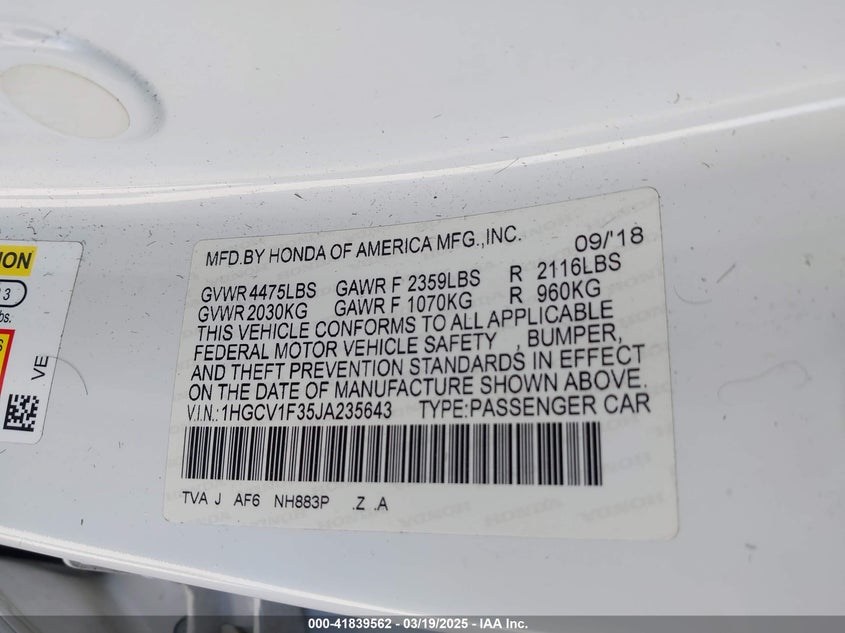 MFD.BY HONDA OF AMERICA MFG.,INC. 09/'18
GVWR 4475LBS GAWR F 2359LBS R 2116LBS
GVWR 2030KG GAWR F 1070KG R 960KG
THIS VEHICLE CONFORMS TO ALL APPLICABLE
FEDERAL MOTOR VEHICLE SAFETY , BUMPER,
AND THEFT PREVENTION STANDARDS IN EFFECT
ON THE DATE OF MANUFACTURE SHOWN ABOVE.
V.I.N.:1HGCV1F35JA235643 TYPE:PASSENGER CAR
TVA J AF6 NH883P .Z .A
VE
000-41839562 - 03/19/2025 - IAA Inc.